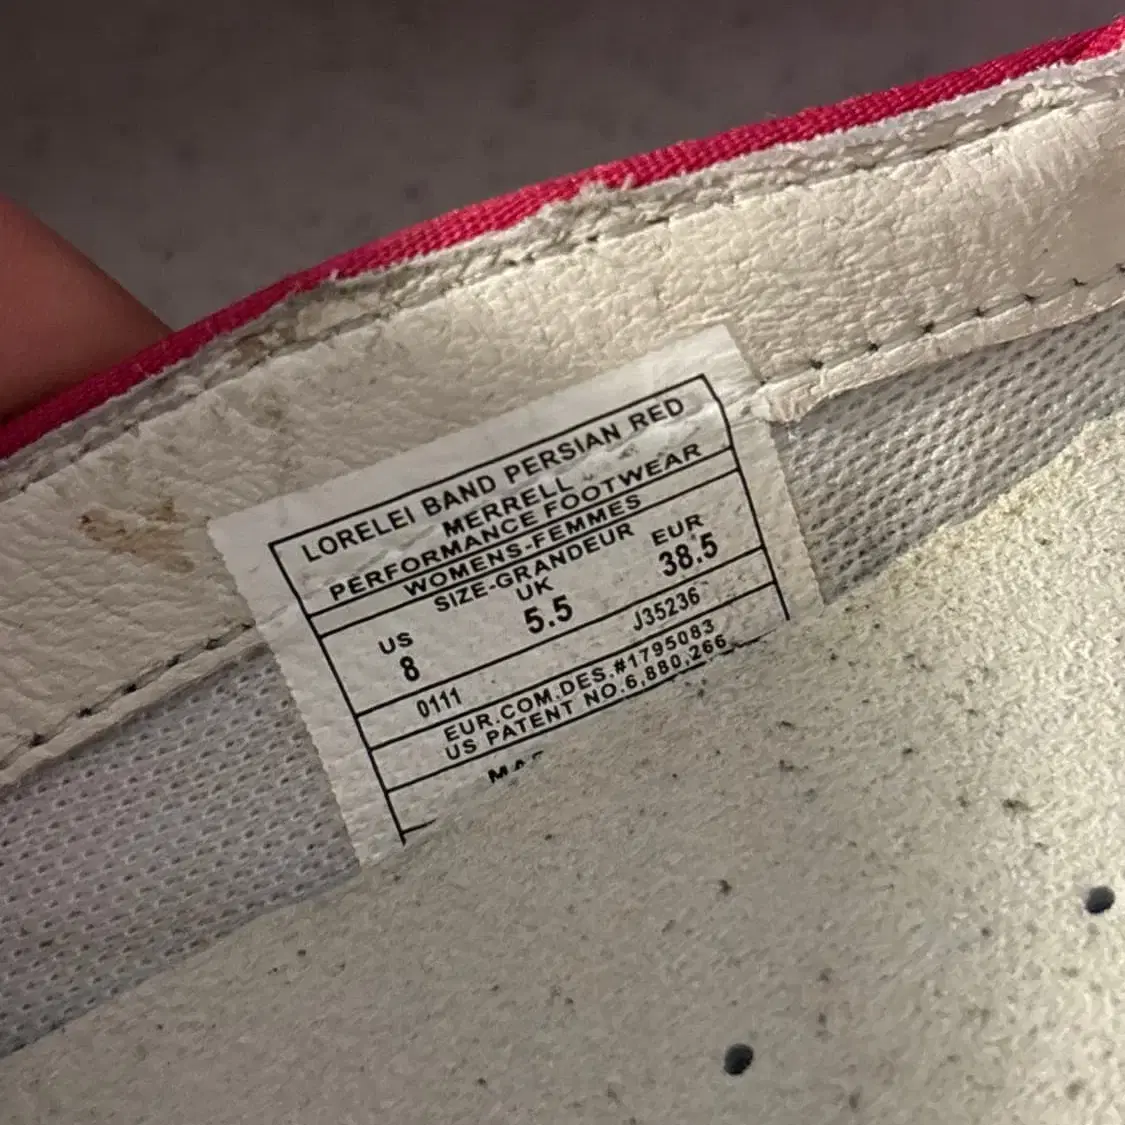 LORELEI BAND PERSIAN RED
MERRELL
PERFORMANCE FOOTWEAR
WOMENS-FEMMES
SIZE-GRANDEUR
US UK EUR
8 5.5 38.5
0111 J35236
EUR.COM.DES.#1795083
US PATENT NO.6,880,266